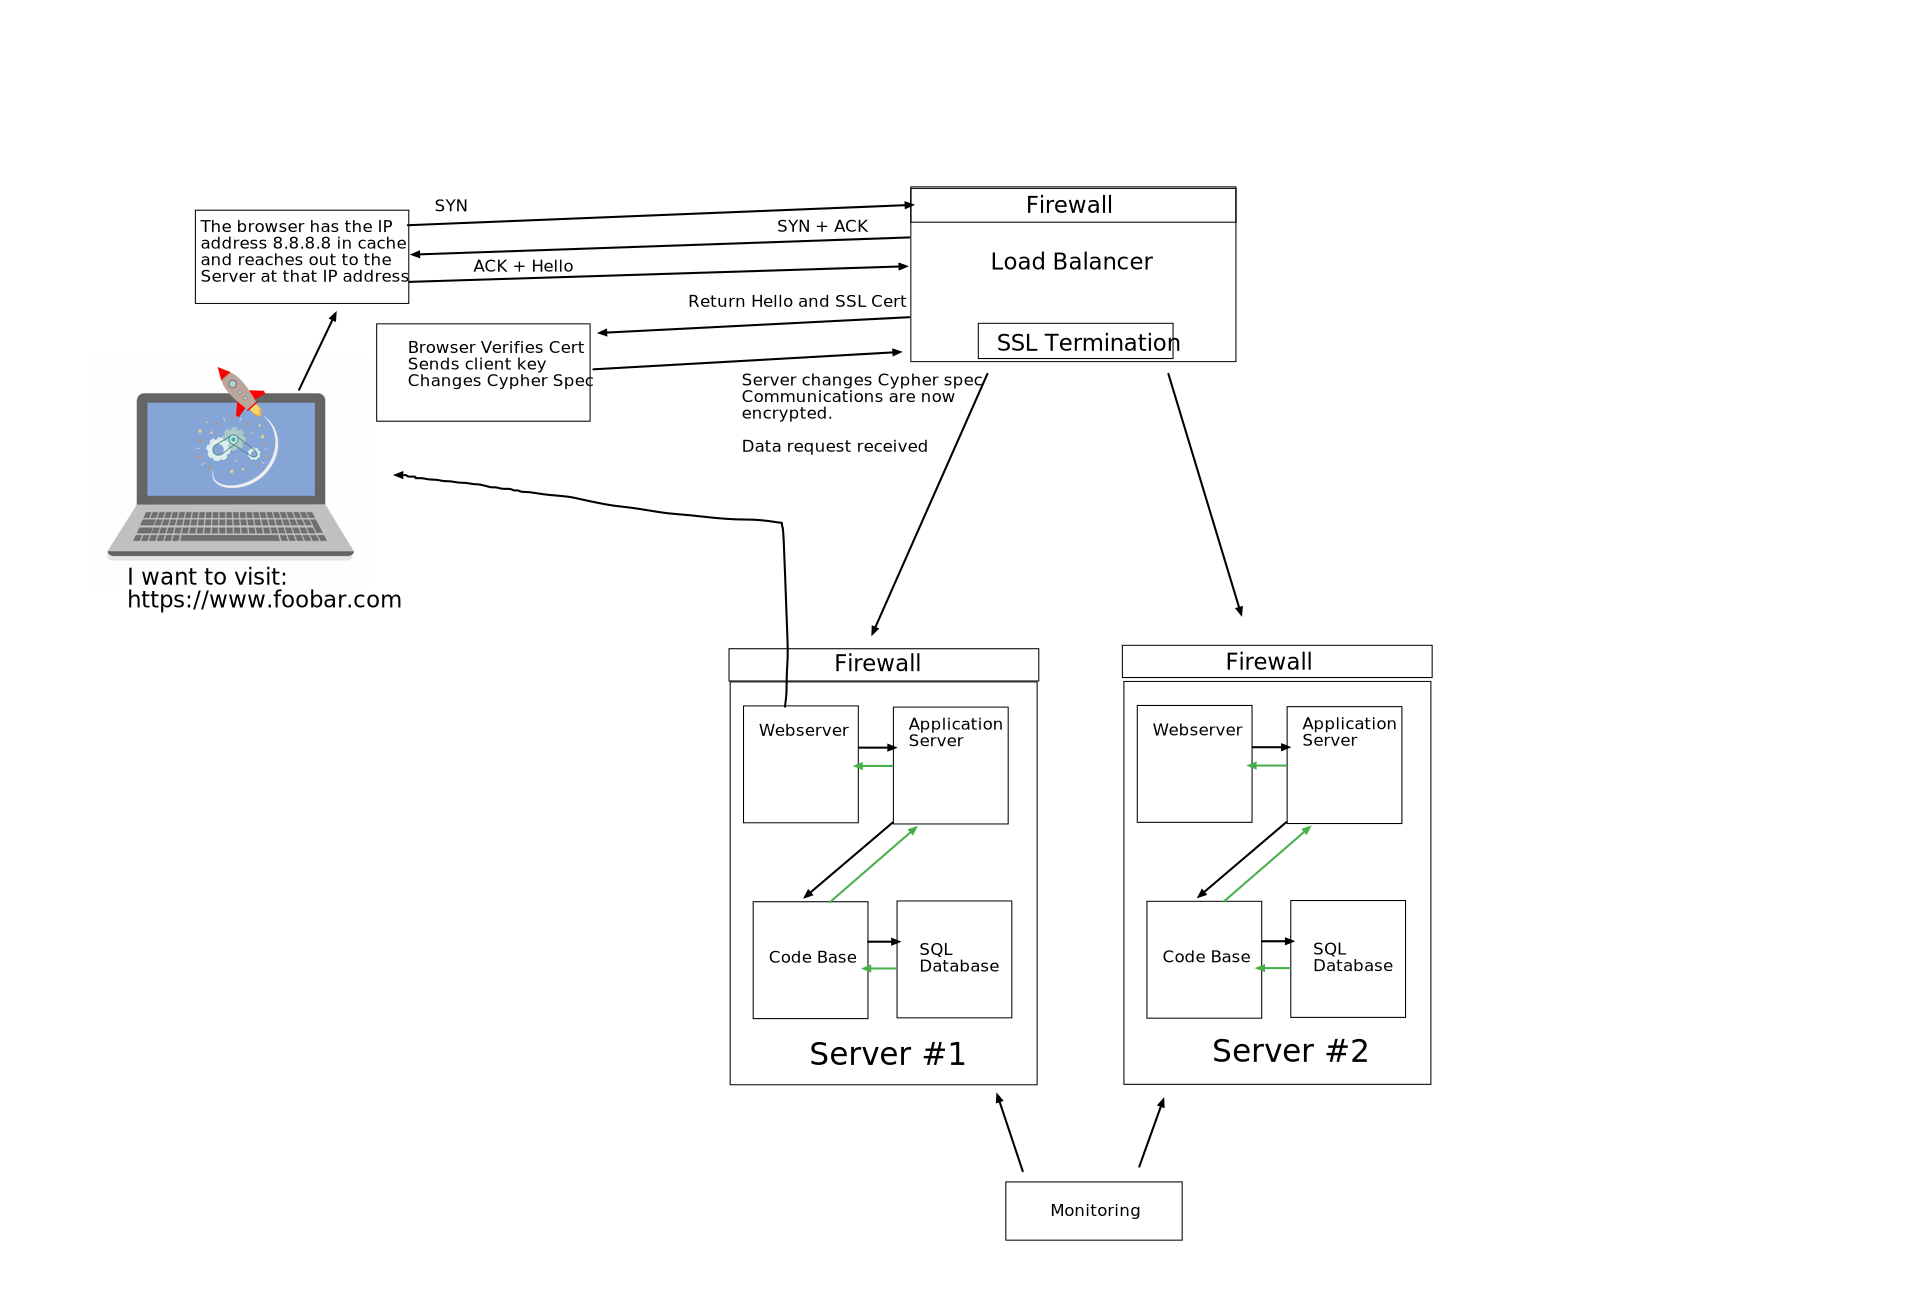 SYN
Firewall
The browser has the IP
address 8.8.8.8 in cache
and reaches out to the
Server at that IP address
SYN + ACK
ACK + Hello
Load Balancer
Return Hello and SSL Cert
SSL Termination
Browser Verifies Cert
Sends client key
Changes Cypher Spec
Server changes Cypher spec
Communications are now
encrypted.
Data request received
I want to visit:
https://www.foobar.com
Firewall
Webserver
Application
Server
Code Base
SQL
Database
Server #1
Firewall
Webserver
Application
Server
Code Base
SQL
Database
Server #2
Monitoring